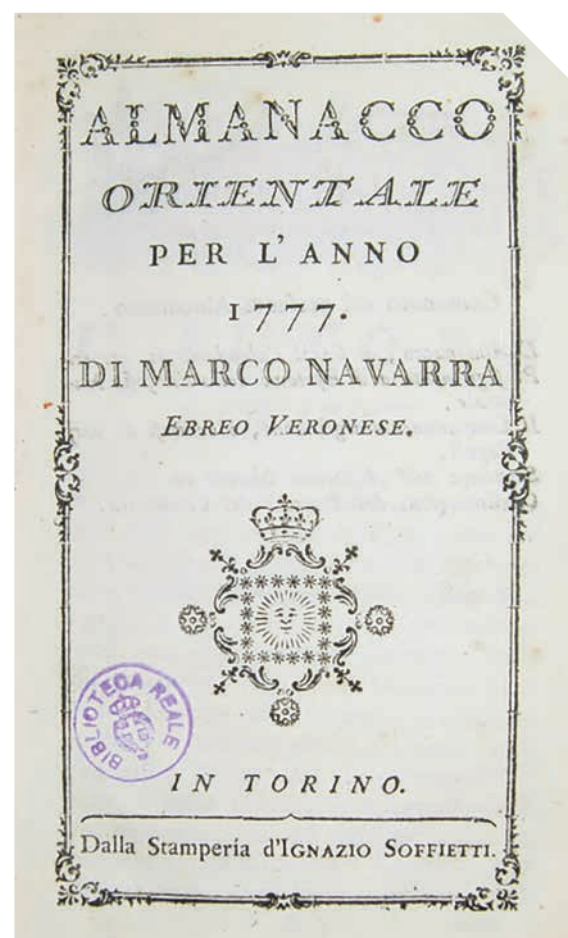 ALMANACCO
ORIENTALE
PER L'ANNO
1777.
DI MARCO NAVARRA
EBREO VERONESE.
BIBLIOTECA REALE
IN TORINO.
Dalla Stamperia d'IGNAZIO SOFFIETTI.